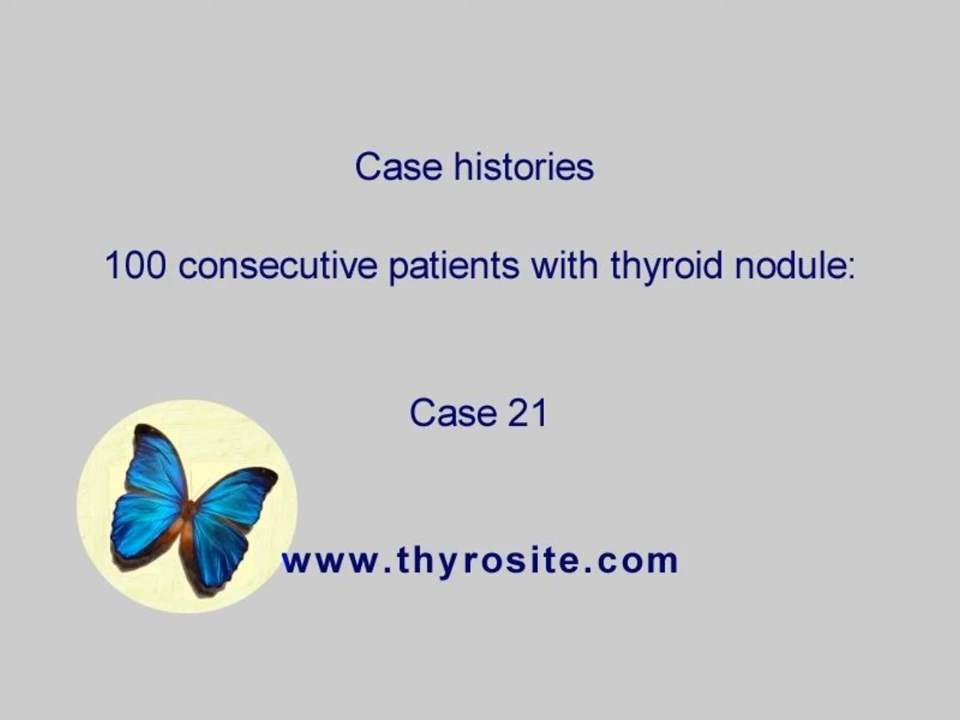 Case histories
100 consecutive patients with thyroid nodule:
Case 21
www.thyrosite.com